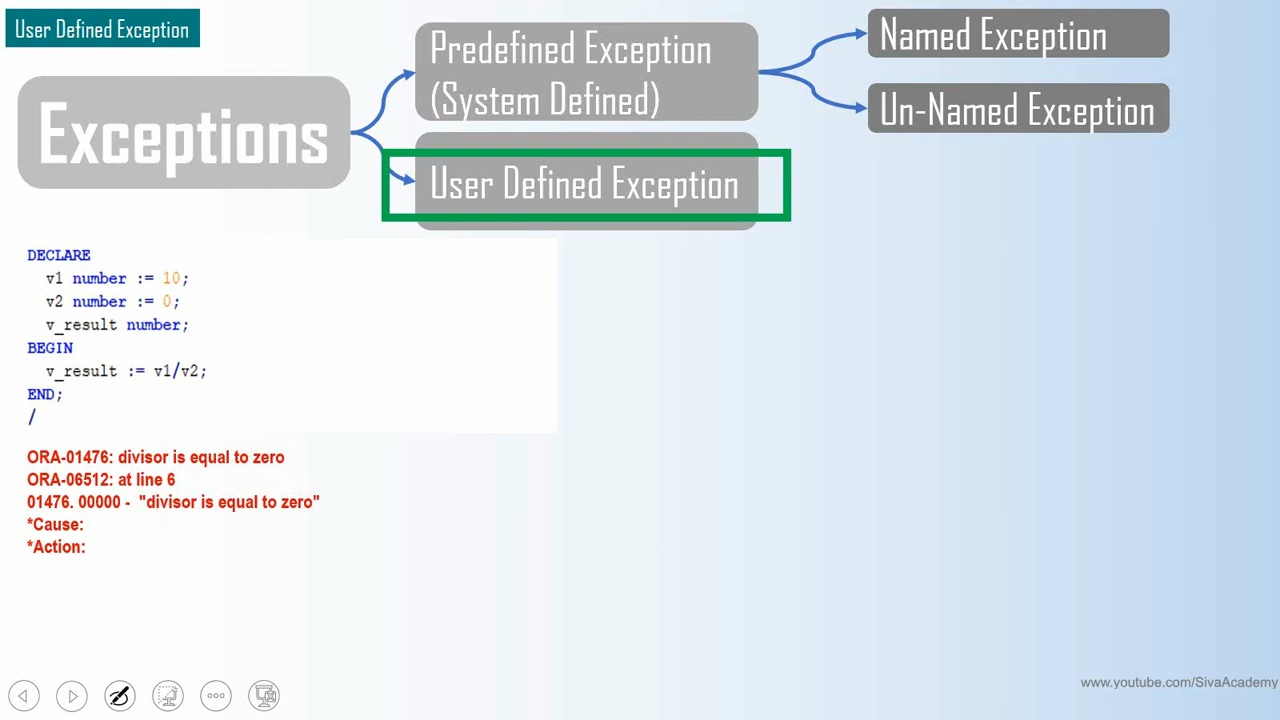 User Defined Exception
Exceptions
Predefined Exception
(System Defined)
User Defined Exception
Named Exception
Un-Named Exception
DECLARE
v1 number := 10;
v2 number := 0;
v_result number;
BEGIN
v_result := v1/v2;
END;
/
ORA-01476: divisor is equal to zero
ORA-06512: at line 6
01476. 00000 - "divisor is equal to zero"
*Cause:
*Action:
www.youtube.com/SivaAcademy